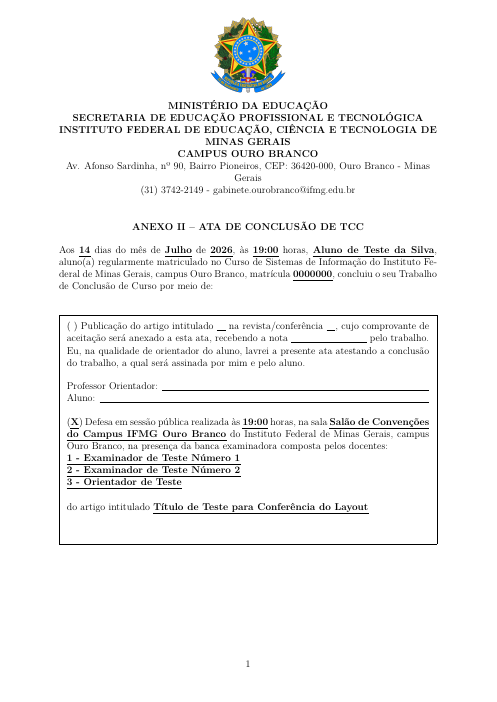 MINISTÉRIO DA EDUCAÇÃO
SECRETARIA DE EDUCAÇÃO PROFISSIONAL E TECNOLÓGICA
INSTITUTO FEDERAL DE EDUCAÇÃO, CIÊNCIA E TECNOLOGIA DE
MINAS GERAIS
CAMPUS OURO BRANCO
Av. Afonso Sardinha, nº 90, Bairro Pioneiros, CEP: 36420-000, Ouro Branco - Minas
Gerais
(31) 3742-2149 - gabinete.ourobranco@ifmg.edu.br
ANEXO II – ATA DE CONCLUSÃO DE TCC
Aos 14 dias do mês de Julho de 2026, às 19:00 horas, Aluno de Teste da Silva,
aluno(a) regularmente matriculado no Curso de Sistemas de Informação do Instituto Fe-
deral de Minas Gerais, campus Ouro Branco, matrícula 0000000, concluiu o seu Trabalho
de Conclusão de Curso por meio de:
( ) Publicação do artigo intitulado __ na revista/conferência __, cujo comprovante de
aceitação será anexado a esta ata, recebendo a nota ____________ pelo trabalho.
Eu, na qualidade de orientador do aluno, lavrei a presente ata atestando a conclusão
do trabalho, a qual será assinada por mim e pelo aluno.
Professor Orientador: ____________
Aluno: ____________
(X) Defesa em sessão pública realizada às 19:00 horas, na sala Salão de Convenções
do Campus IFMG Ouro Branco do Instituto Federal de Minas Gerais, campus
Ouro Branco, na presença da banca examinadora composta pelos docentes:
1 - Examinador de Teste Número 1
2 - Examinador de Teste Número 2
3 - Orientador de Teste
do artigo intitulado Título de Teste para Conferência do Layout
1